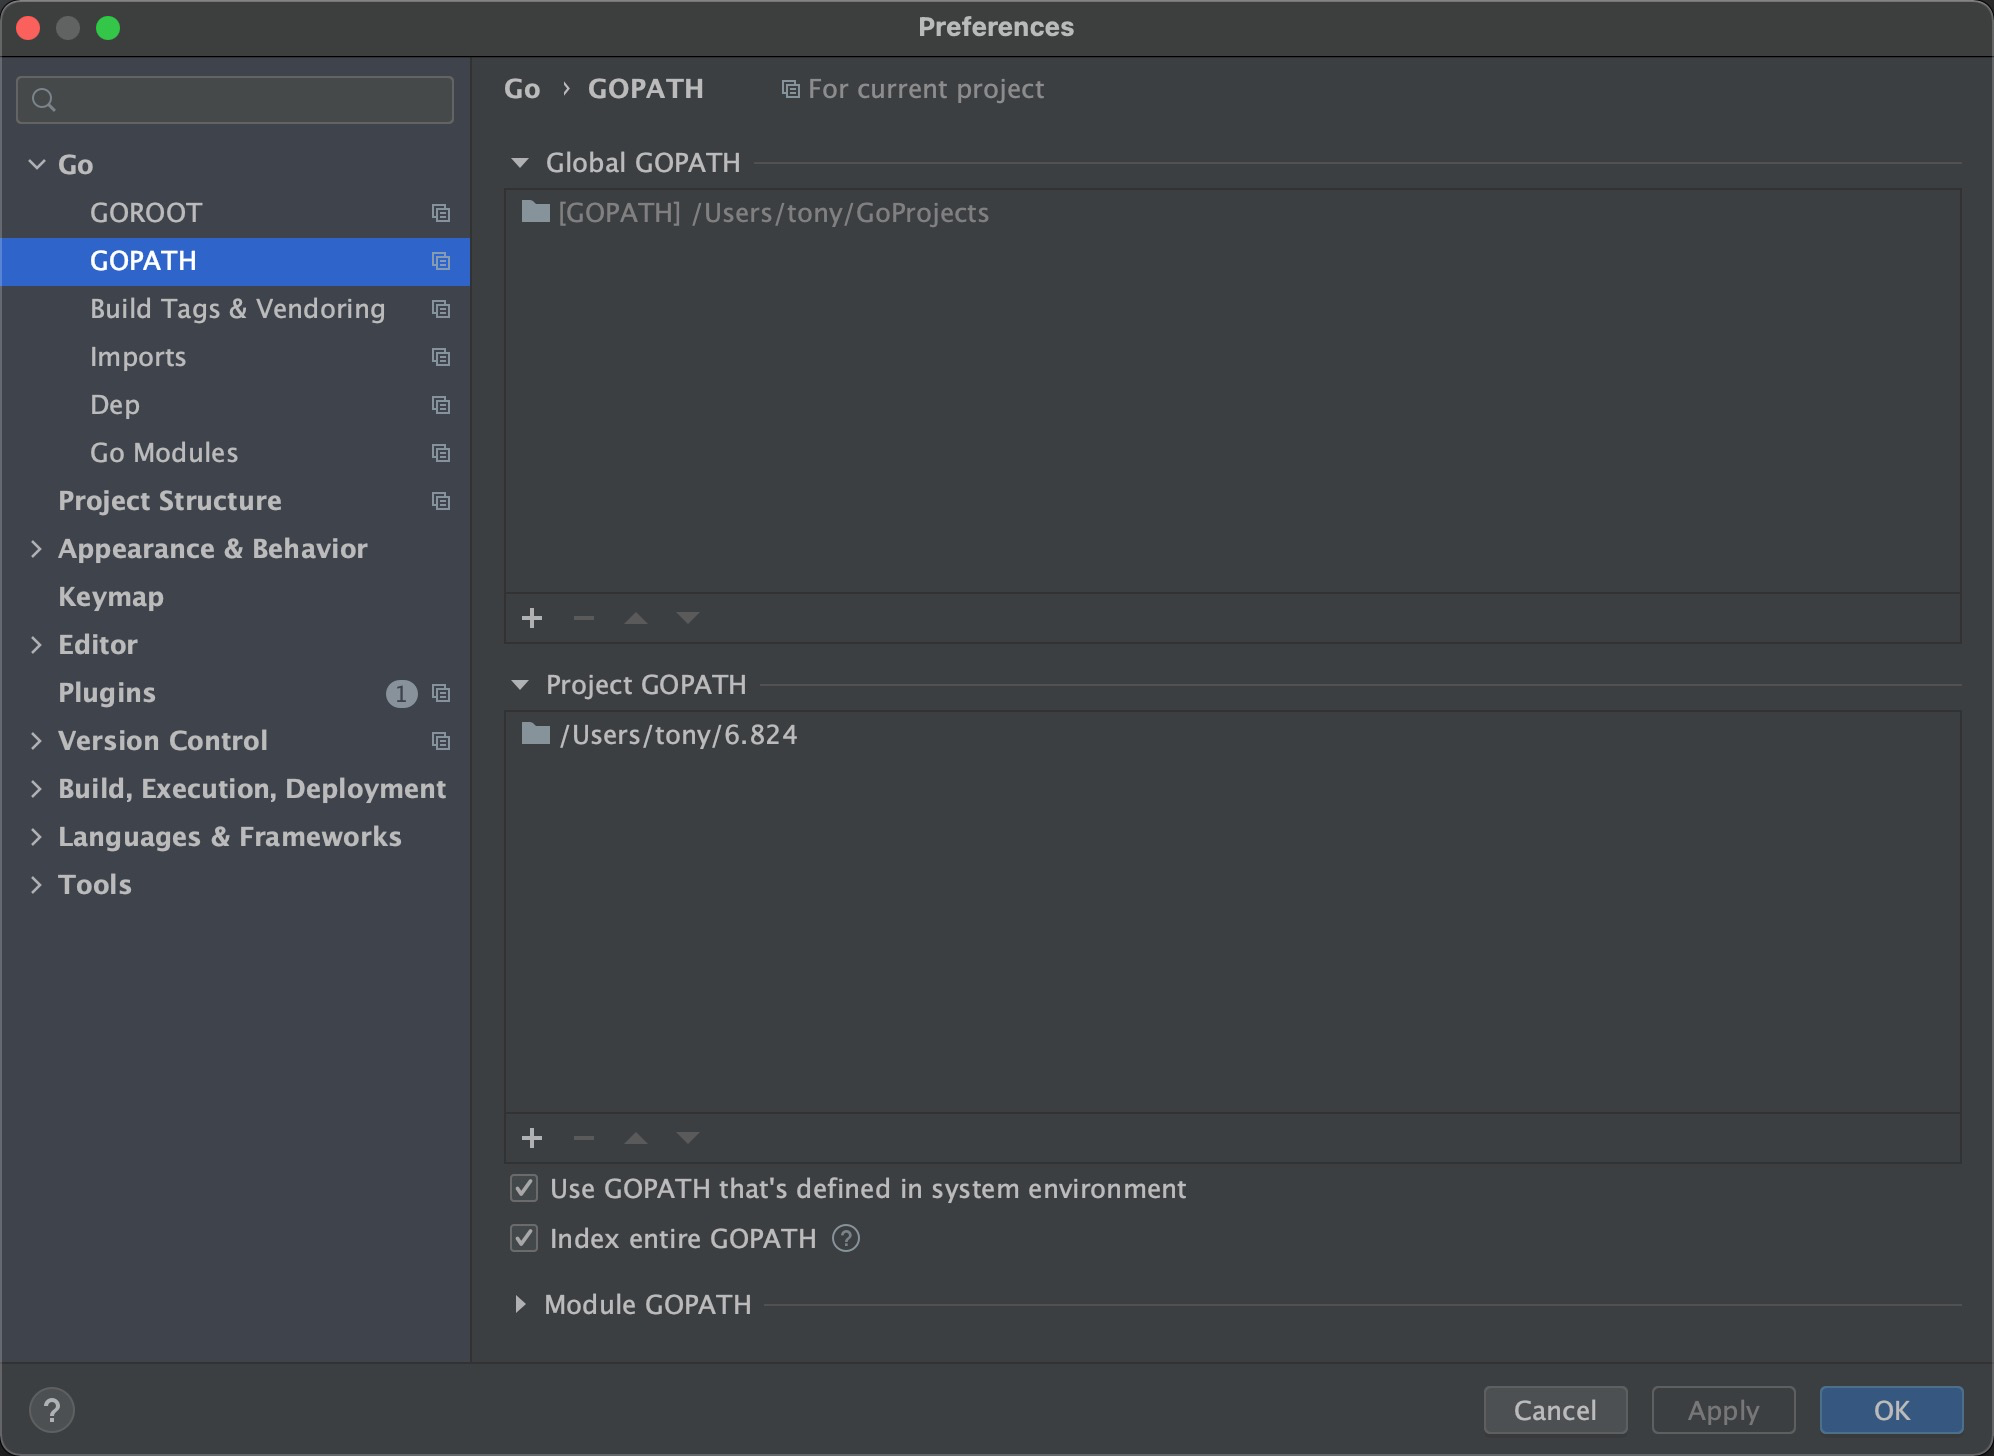 Preferences
Go
GOROOT
GOPATH
Build Tags & Vendoring
Imports
Dep
Go Modules
Project Structure
Appearance & Behavior
Keymap
Editor
Plugins 1
Version Control
Build, Execution, Deployment
Languages & Frameworks
Tools
Go › GOPATH For current project
Global GOPATH
[GOPATH] /Users/tony/GoProjects
Project GOPATH
/Users/tony/6.824
Use GOPATH that's defined in system environment
Index entire GOPATH ?
Module GOPATH
? Cancel Apply OK